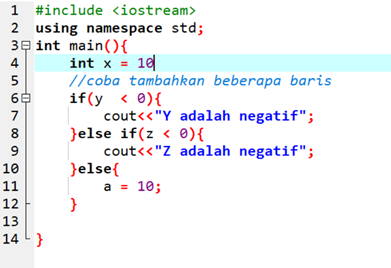 1 #include <iostream>
2 using namespace std;
3 int main(){
4 int x = 10
5 //coba tambahkan beberapa baris
6 if(y  < 0){
7 cout<<"Y adalah negatif";
8 }else if(z < 0){
9 cout<<"Z adalah negatif";
10 }else{
11 a = 10;
12 }
13
14 }